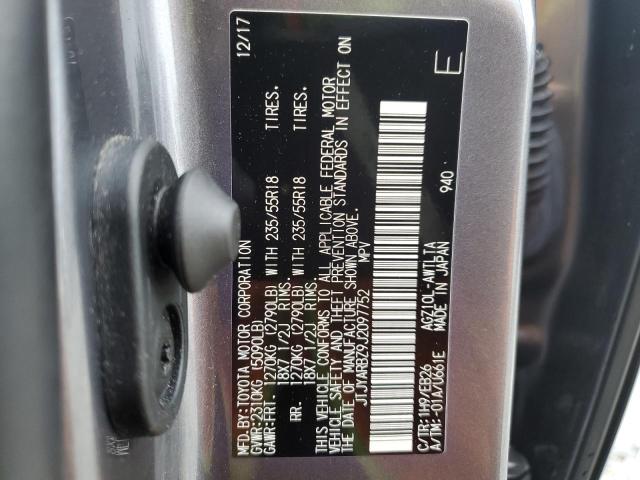 MFD.BY:TOYOTA MOTOR CORPORATION 12/17
GVWR:2310KG (5090LB)
GAWR:FRT. 1270KG (2790LB) WITH 235/55R18 TIRES.
18X7 1/2J RIMS.
RR. 1270KG (2790LB) WITH 235/55R18 TIRES.
18X7 1/2J RIMS.
THIS VEHICLE CONFORMS TO ALL APPLICABLE FEDERAL MOTOR
VEHICLE SAFETY AND THEFT PREVENTION STANDARDS IN EFFECT ON
THE DATE OF MANUFACTURE SHOWN ABOVE.
JTJYARBZ9J2097752 MPV
C/TR:1H9/EB26 AGZ10L-AWTLTA 940 E
A/TM:-01A/U661E MADE IN JAPAN